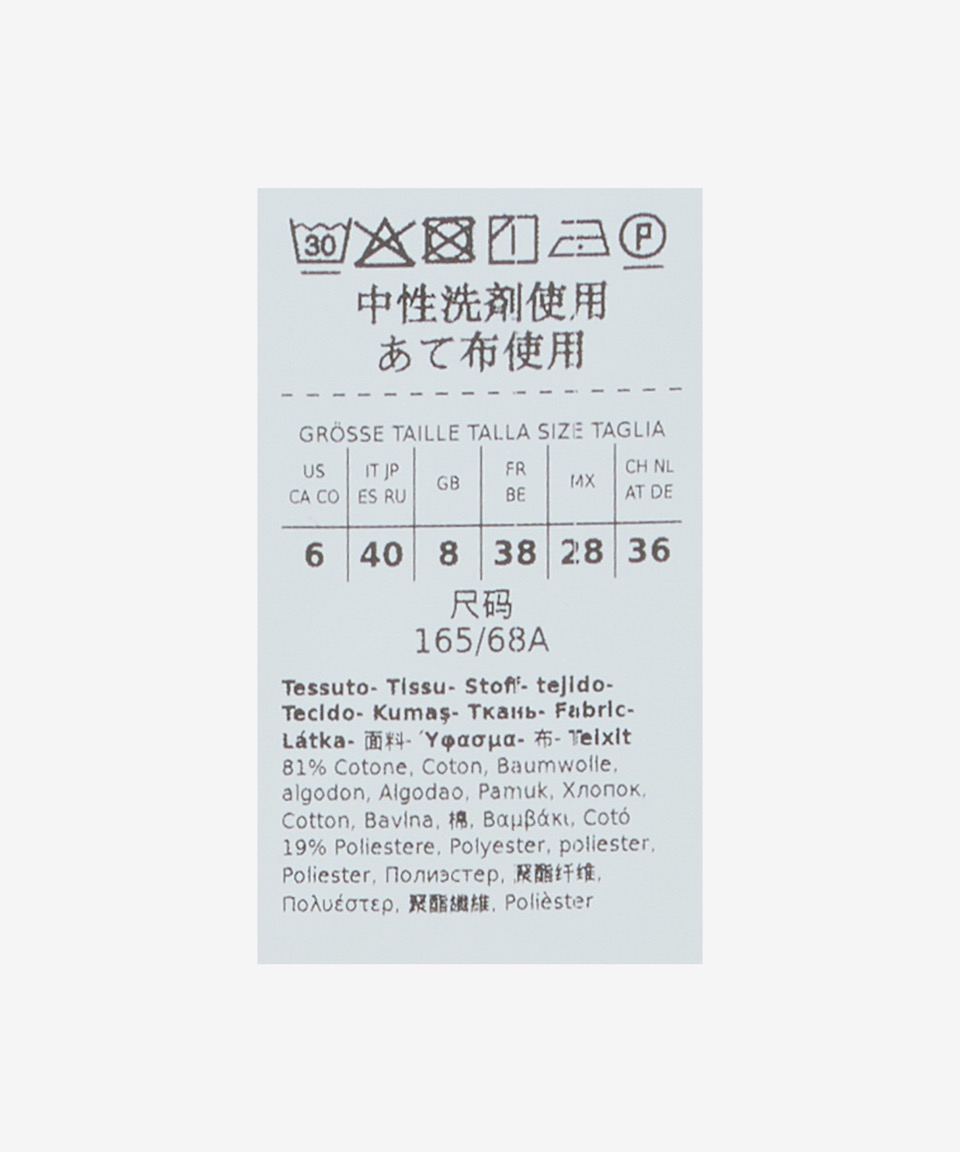 30 P
中性洗剤使用
あて布使用
GRÖSSE TAILLE TALLA SIZE TAGLIA
US CA CO IT JP ES RU GB FR BE MX CH NL AT DE
6 40 8 38 28 36
尺码
165/68A
Tessuto- Tissu- Stoff- tejido-
Tecido- Kumaş- Ткань- Fabric-
Látka- 面料- Ύφασμα- 布- Teixit
81% Cotone, Coton, Baumwolle,
algodon, Algodao, Pamuk, Хлопок,
Cotton, Bavlna, 棉, Βαμβάκι, Cotó
19% Poliestere, Polyester, poliester,
Poliester, Полиэстер, 聚酯纤维,
Πολυέστερ, 聚酯纖維, Polièster